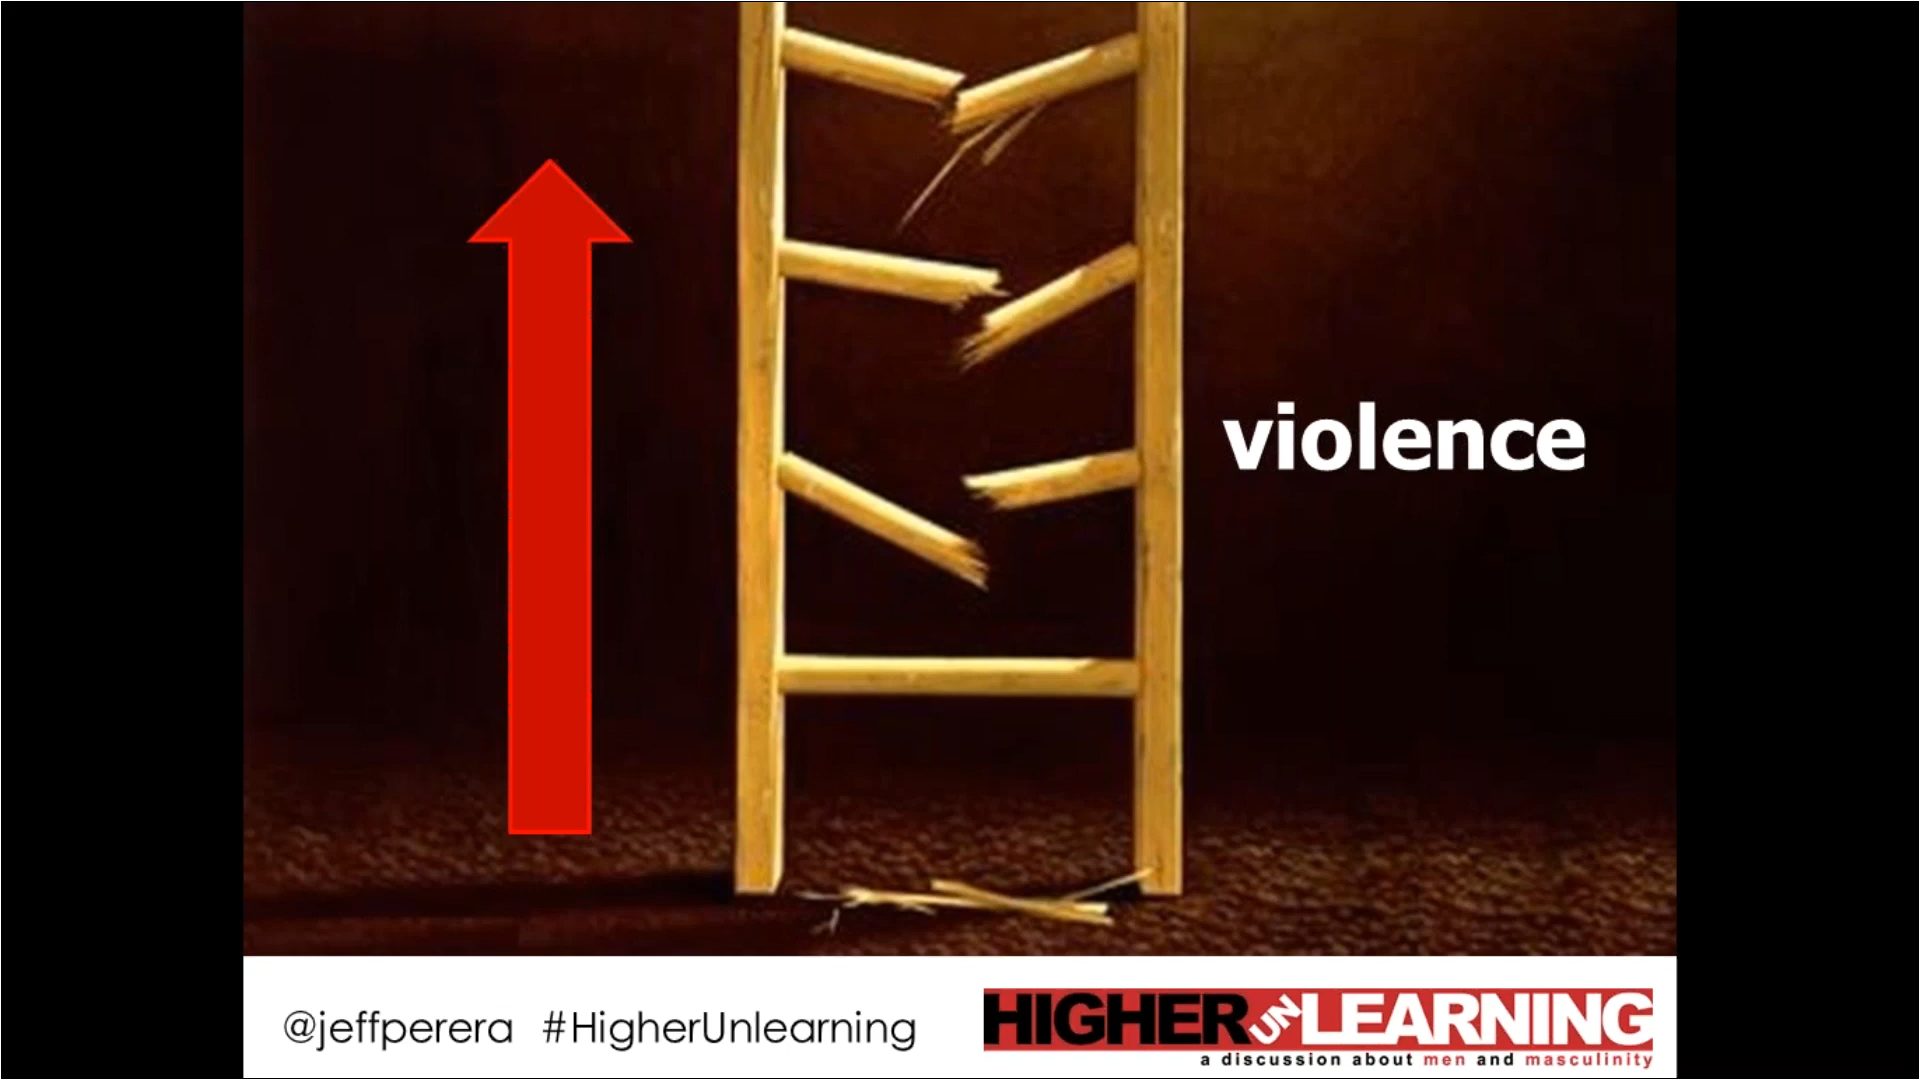 violence
@jeffperera #HigherUnlearning
HIGHER UN LEARNING
a discussion about men and masculinity